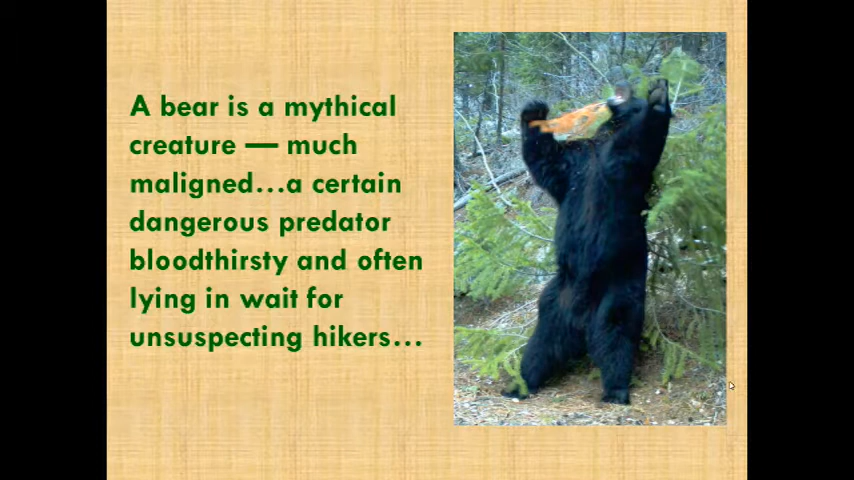 A bear is a mythical
creature — much
maligned...a certain
dangerous predator
bloodthirsty and often
lying in wait for
unsuspecting hikers...